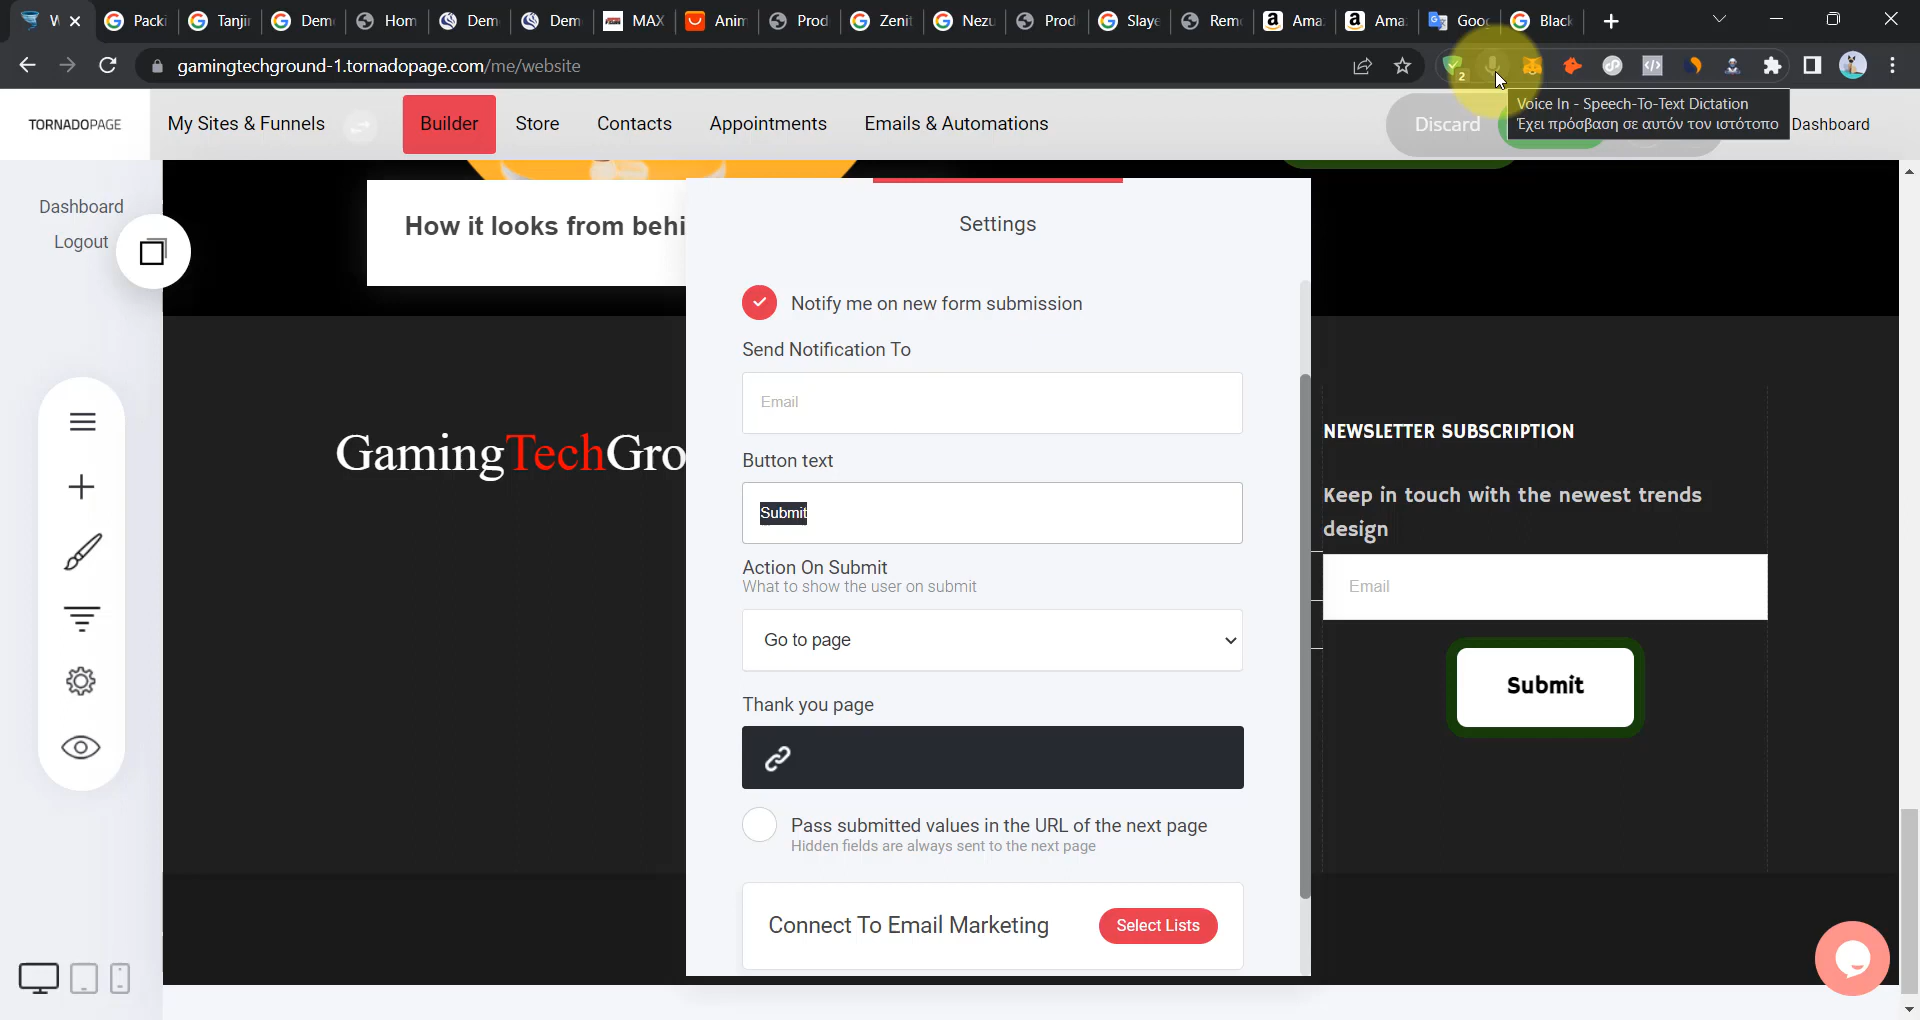 W
Packi
Tanjir
Dem
Hom
Dem
Dem
MAX
Anim
Prod
Zenit
Nezu
Prod
Slaye
Remo
Ama
Ama
Goo
Black
gamingtechground-1.tornadopage.com/me/website
2
Voice In - Speech-To-Text Dictation
Έχει πρόσβαση σε αυτόν τον ιστότοπο
TORNADOPAGE
My Sites & Funnels
Builder
Store
Contacts
Appointments
Emails & Automations
Discard
Dashboard
Dashboard
Logout
How it looks from behi
Settings
Notify me on new form submission
Send Notification To
Email
Button text
Submit
Action On Submit
What to show the user on submit
Go to page
Thank you page
Pass submitted values in the URL of the next page
Hidden fields are always sent to the next page
Connect To Email Marketing
Select Lists
GamingTechGro
NEWSLETTER SUBSCRIPTION
Keep in touch with the newest trends
design
Email
Submit